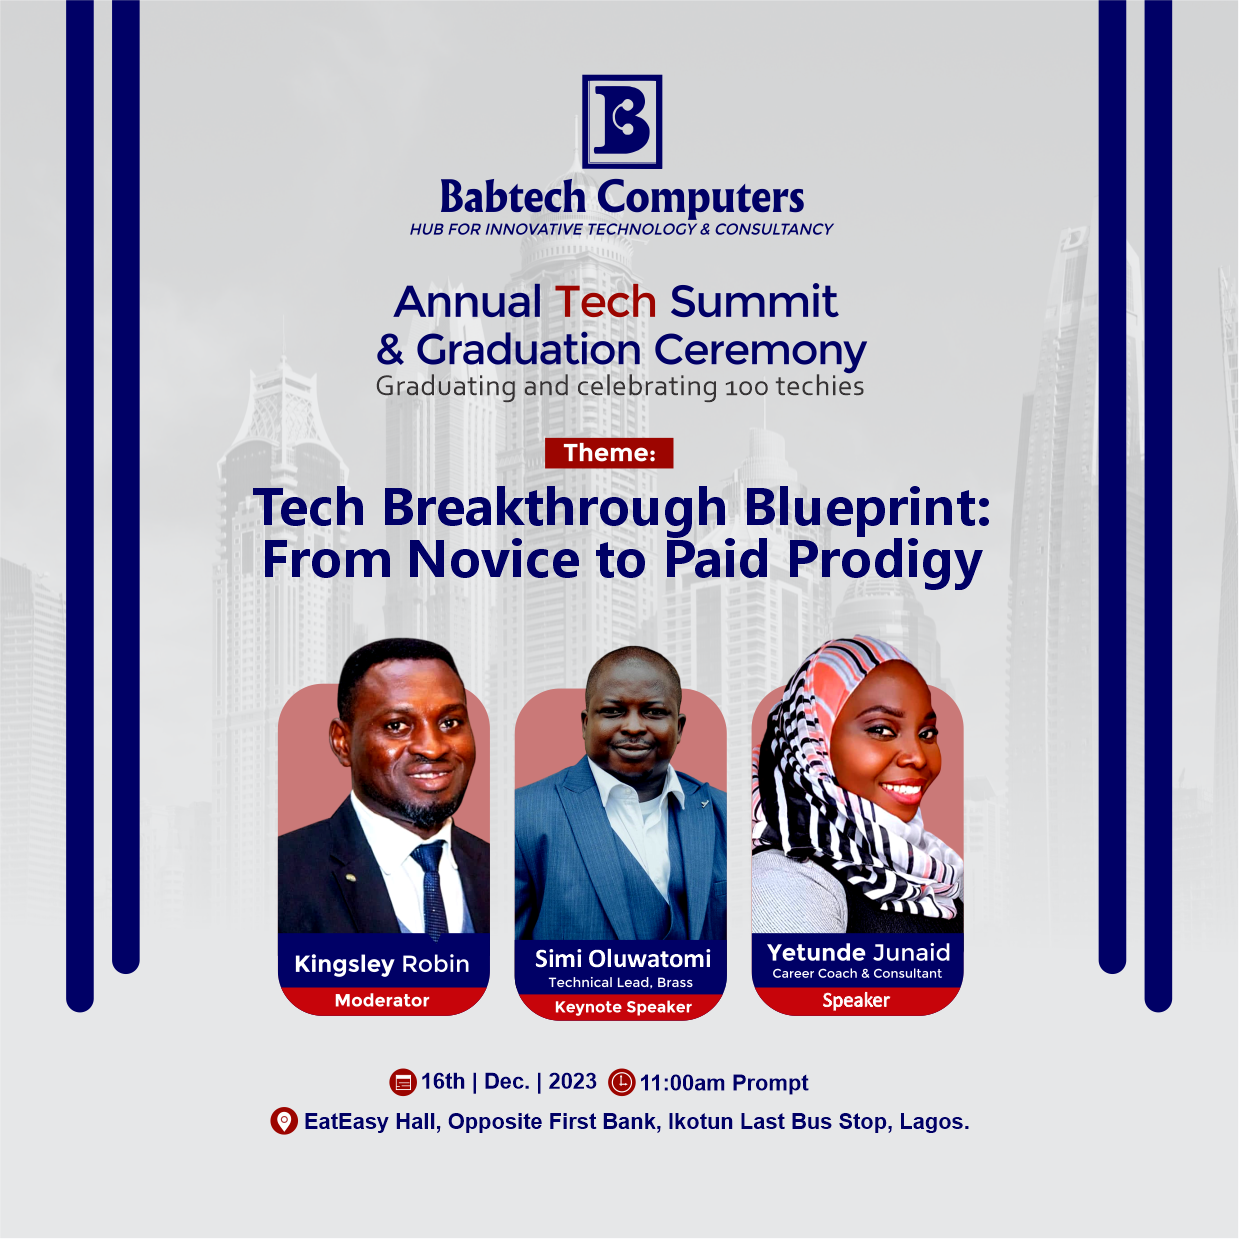 B
Babtech Computers
HUB FOR INNOVATIVE TECHNOLOGY & CONSULTANCY
Annual Tech Summit
& Graduation Ceremony
Graduating and celebrating 100 techies
Theme:
Tech Breakthrough Blueprint:
From Novice to Paid Prodigy
Kingsley Robin
Moderator
Simi Oluwatomi
Technical Lead, Brass
Keynote Speaker
Yetunde Junaid
Career Coach & Consultant
Speaker
16th | Dec. | 2023 11:00am Prompt
EatEasy Hall, Opposite First Bank, Ikotun Last Bus Stop, Lagos.